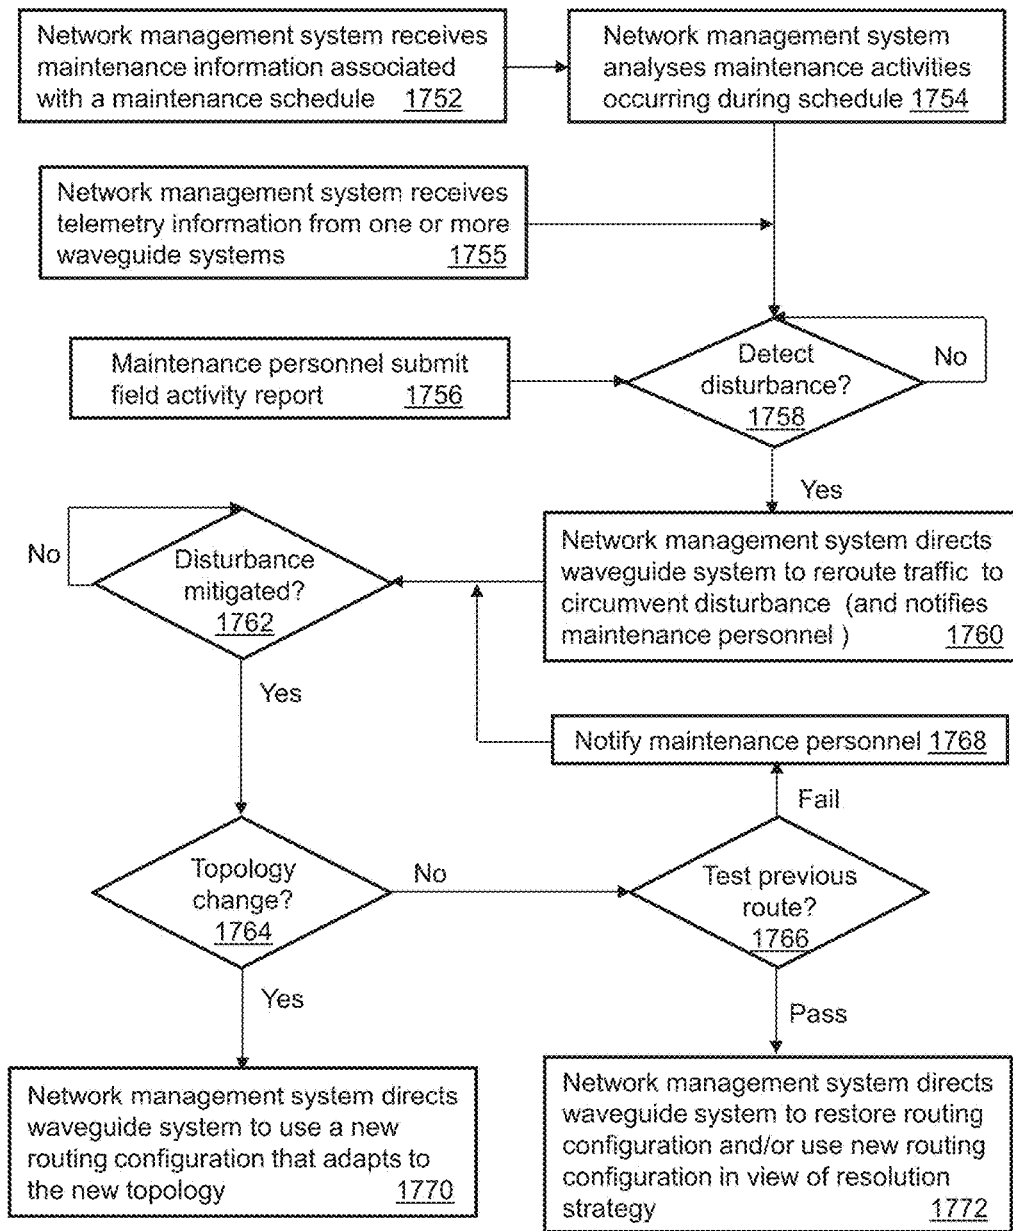 Network management system receives
maintenance information associated
with a maintenance schedule 1752
Network management system
analyses maintenance activities
occurring during schedule 1754
Network management system receives
telemetry information from one or more
waveguide systems 1755
Maintenance personnel submit
field activity report 1756
Detect
disturbance?
1758
No
Yes
Network management system directs
waveguide system to reroute traffic to
circumvent disturbance (and notifies
maintenance personnel ) 1760
No
Disturbance
mitigated?
1762
Yes
Notify maintenance personnel 1768
Fail
Topology
change?
1764
No
Test previous
route?
1766
Yes
Pass
Network management system directs
waveguide system to use a new
routing configuration that adapts to
the new topology 1770
Network management system directs
waveguide system to restore routing
configuration and/or use new routing
configuration in view of resolution
strategy 1772